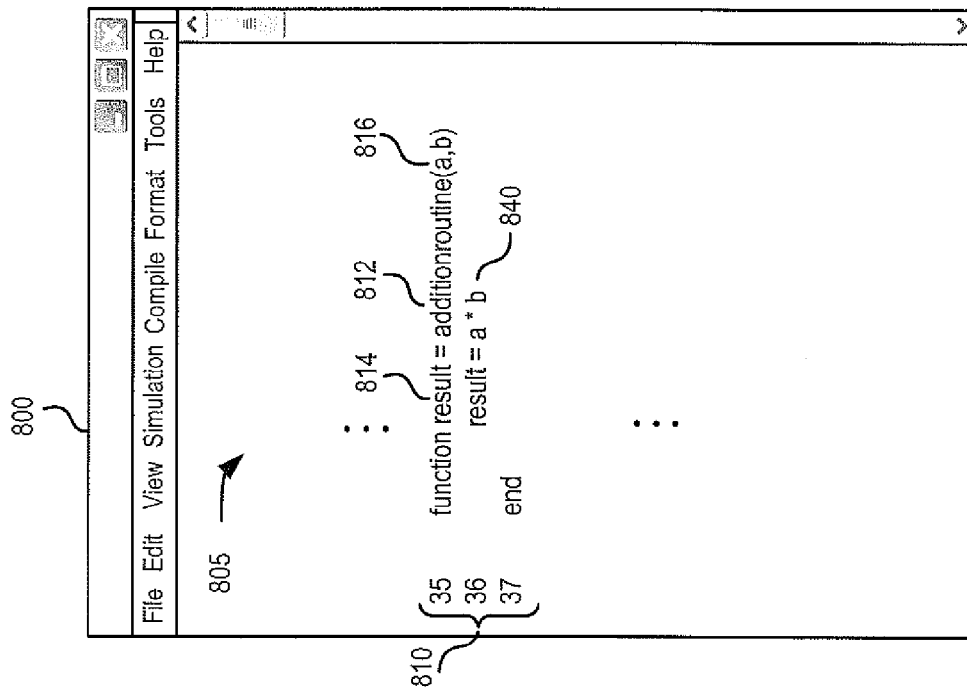 800
File Edit View Simulation Compile Format Tools Help
805
• • •
814 812 816
35 function result = additionroutine(a,b)
36 result = a * b
840
37 end
810
• • •